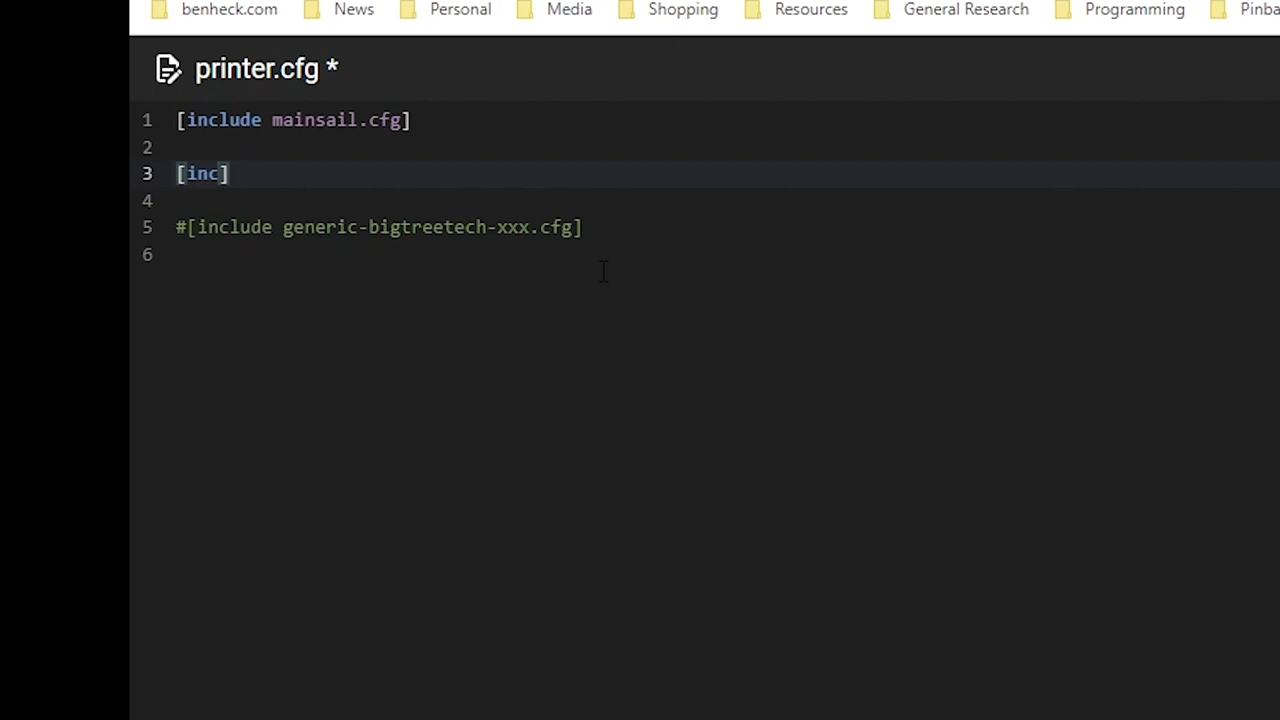 benheck.com News Personal Media Shopping Resources General Research Programming Pinba
printer.cfg *
1 [include mainsail.cfg]
2
3 [inc]
4
5 #[include generic-bigtreetech-xxx.cfg]
6